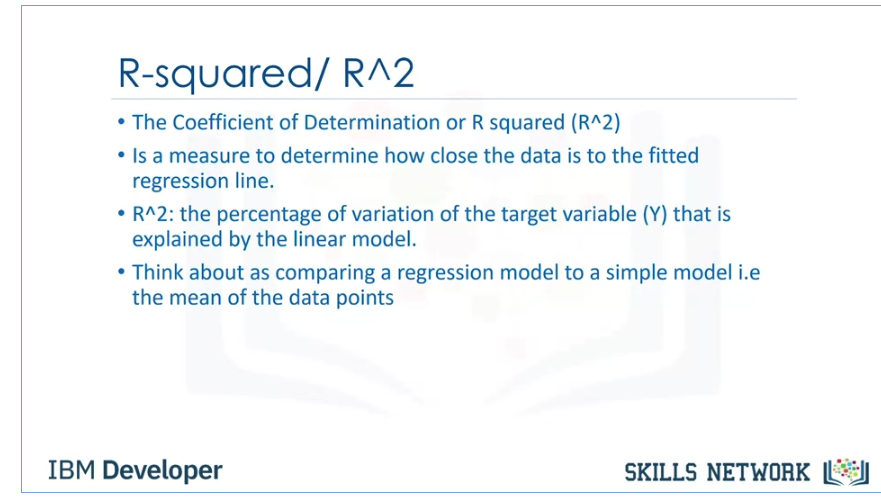 R-squared/ R^2
• The Coefficient of Determination or R squared (R^2)
• Is a measure to determine how close the data is to the fitted
regression line.
• R^2: the percentage of variation of the target variable (Y) that is
explained by the linear model.
• Think about as comparing a regression model to a simple model i.e
the mean of the data points
IBM Developer
SKILLS NETWORK